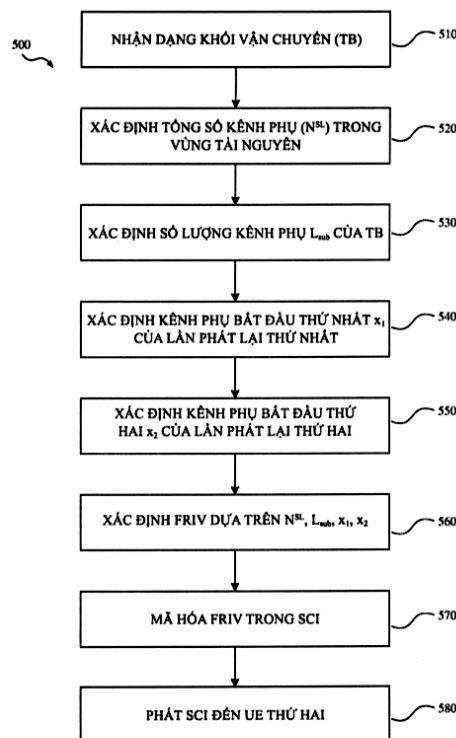 500
NHẬN DẠNG KHỐI VẬN CHUYỂN (TB)
510
XÁC ĐỊNH TỔNG SỐ KÊNH PHỤ (N^SL) TRONG
VÙNG TÀI NGUYÊN
520
XÁC ĐỊNH SỐ LƯỢNG KÊNH PHỤ L_sub CỦA TB
530
XÁC ĐỊNH KÊNH PHỤ BẮT ĐẦU THỨ NHẤT x₁
CỦA LẦN PHÁT LẠI THỨ NHẤT
540
XÁC ĐỊNH KÊNH PHỤ BẮT ĐẦU THỨ
HAI x₂ CỦA LẦN PHÁT LẠI THỨ HAI
550
XÁC ĐỊNH FRIV DỰA TRÊN N^SL, L_sub, x₁, x₂
560
MÃ HÓA FRIV TRONG SCI
570
PHÁT SCI ĐẾN UE THỨ HAI
580